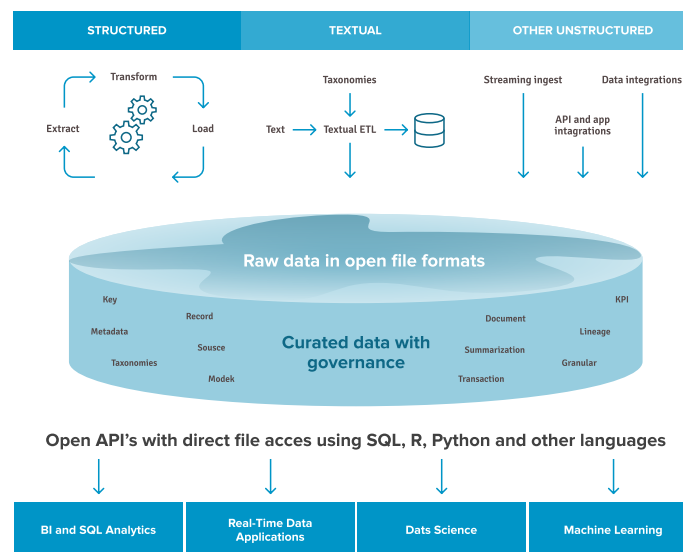 STRUCTURED
TEXTUAL
OTHER UNSTRUCTURED
Transform
Extract
Load
Taxonomies
Text
Textual ETL
Streaming ingest
Data integrations
API and app
intagrations
Raw data in open file formats
Key
Record
Metadata
Sousce
Taxonomies
Modek
Curated data with
governance
KPI
Document
Lineage
Summarization
Granular
Transaction
Open API's with direct file acces using SQL, R, Python and other languages
BI and SQL Analytics
Real-Time Data
Applications
Dats Science
Machine Learning